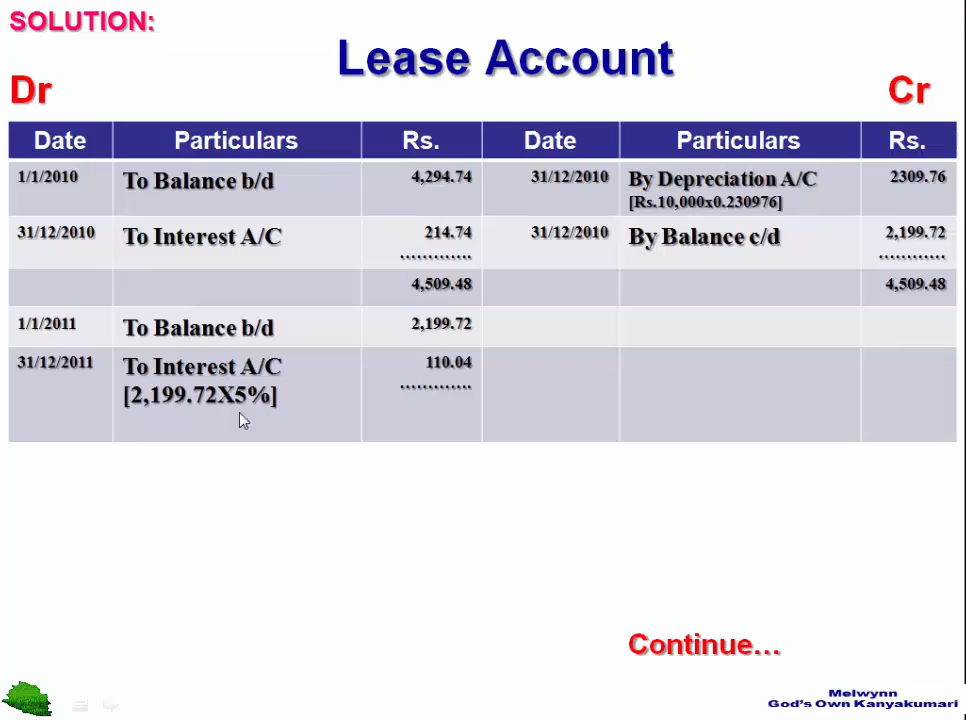 SOLUTION:
Lease Account
Dr
Cr
Date Particulars Rs. Date Particulars Rs.
1/1/2010 To Balance b/d 4,294.74 31/12/2010 By Depreciation A/C 2309.76
[Rs.10,000x0.230976]
31/12/2010 To Interest A/C 214.74 31/12/2010 By Balance c/d 2,199.72
............. ............
4,509.48 4,509.48
1/1/2011 To Balance b/d 2,199.72
31/12/2011 To Interest A/C 110.04
[2,199.72X5%] .............
Continue...
Melwynn
God's Own Kanyakumari